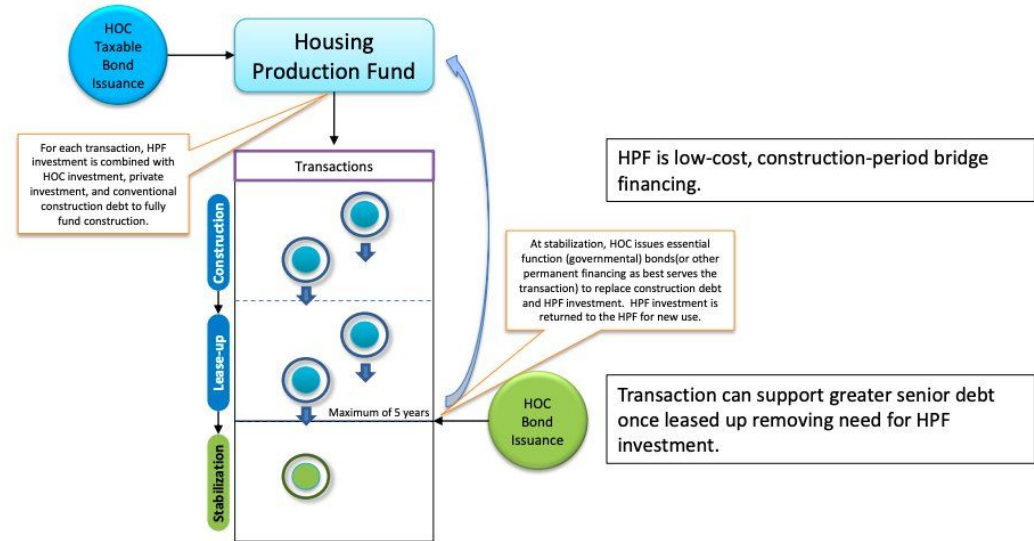 HOC
Taxable
Bond
Issuance
Housing
Production Fund
For each transaction, HPF
investment is combined with
HOC investment, private
investment, and conventional
construction debt to fully
fund construction.
Transactions
HPF is low-cost, construction-period bridge
financing.
Construction
At stabilization, HOC issues essential
function (governmental) bonds(or other
permanent financing as best serves the
transaction) to replace construction debt
and HPF investment. HPF investment is
returned to the HPF for new use.
Lease-up
Maximum of 5 years
HOC
Bond
Issuance
Transaction can support greater senior debt
once leased up removing need for HPF
investment.
Stabilization